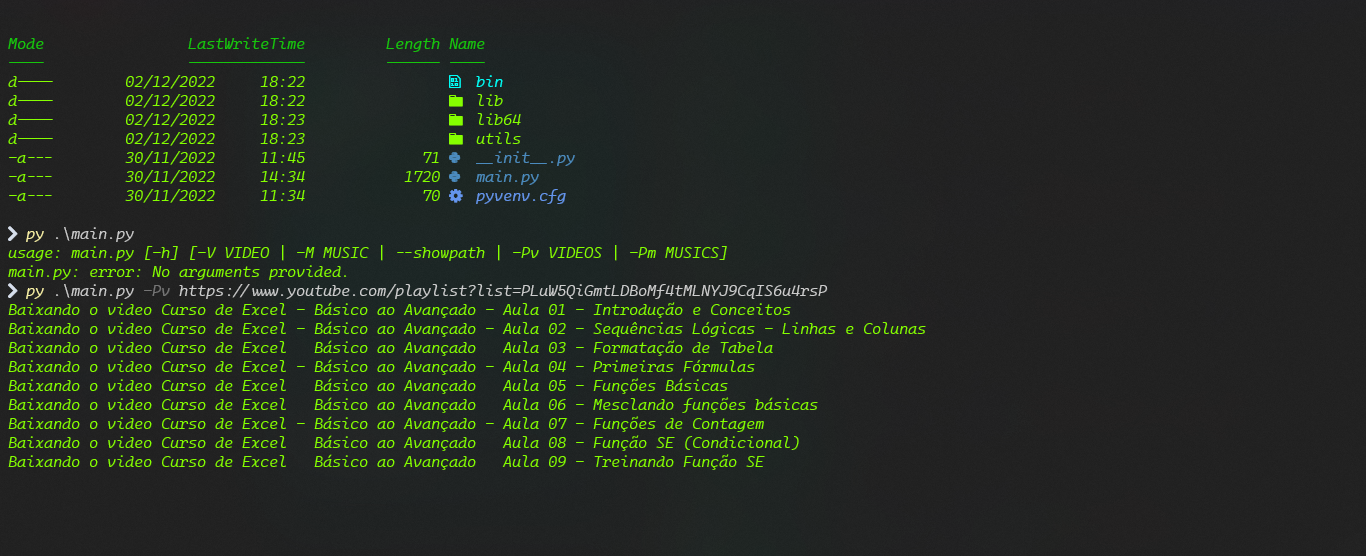 Mode LastWriteTime Length Name
---- ------------- ------ ----
d---- 02/12/2022 18:22 bin
d---- 02/12/2022 18:22 lib
d---- 02/12/2022 18:23 lib64
d---- 02/12/2022 18:23 utils
-a--- 30/11/2022 11:45 71 __init__.py
-a--- 30/11/2022 14:34 1720 main.py
-a--- 30/11/2022 11:34 70 pyvenv.cfg
❯ py .\main.py
usage: main.py [-h] [-V VIDEO | -M MUSIC | --showpath | -Pv VIDEOS | -Pm MUSICS]
main.py: error: No arguments provided.
❯ py .\main.py -Pv https://www.youtube.com/playlist?list=PLuW5QiGmtLDBoMf4tMLNYJ9CqIS6u4rsP
Baixando o video Curso de Excel - Básico ao Avançado - Aula 01 - Introdução e Conceitos
Baixando o video Curso de Excel - Básico ao Avançado - Aula 02 - Sequências Lógicas - Linhas e Colunas
Baixando o video Curso de Excel   Básico ao Avançado   Aula 03 - Formatação de Tabela
Baixando o video Curso de Excel - Básico ao Avançado - Aula 04 - Primeiras Fórmulas
Baixando o video Curso de Excel   Básico ao Avançado   Aula 05 - Funções Básicas
Baixando o video Curso de Excel   Básico ao Avançado   Aula 06 - Mesclando funções básicas
Baixando o video Curso de Excel - Básico ao Avançado - Aula 07 - Funções de Contagem
Baixando o video Curso de Excel   Básico ao Avançado   Aula 08 - Função SE (Condicional)
Baixando o video Curso de Excel   Básico ao Avançado   Aula 09 - Treinando Função SE